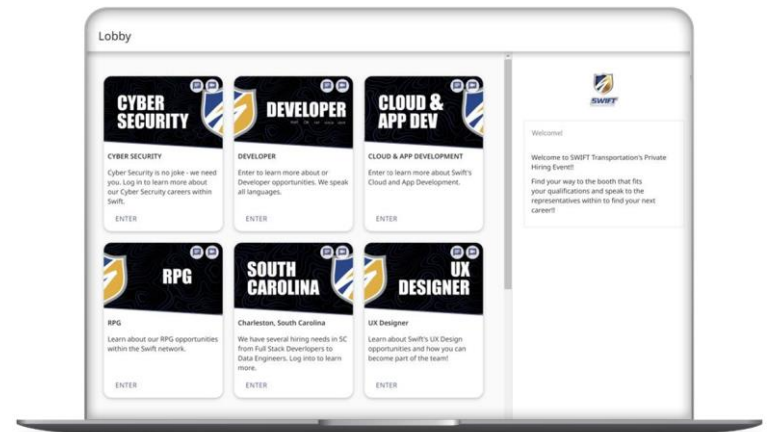 Lobby
CYBER
SECURITY
CYBER SECURITY
Cyber Security is no joke - we need
you. Log in to learn more about
our Cyber Secruity careers within
Swift.
ENTER
DEVELOPER
DEVELOPER
Enter to learn more about or
Developer opportunities. We speak
all languages.
ENTER
CLOUD &
APP DEV
CLOUD & APP DEVELOPMENT
Enter to learn more about Swift's
Cloud and App Development.
ENTER
RPG
RPG
Learn about our RPG opportunities
within the Swift network.
ENTER
SOUTH
CAROLINA
Charleston, South Carolina
We have several hiring needs in SC
from Full Stack Deverlopers to
Data Engineers. Log into to learn
more.
ENTER
UX
DESIGNER
UX Designer
Learn about Swift's UX Design
opportunities and how you can
become part of the team!
ENTER
SWIFT
Welcome!
Welcome to SWIFT Transportation's Private
Hiring Event!!
Find your way to the booth that fits
your qualifications and speak to the
representatives within to find your next
career!!